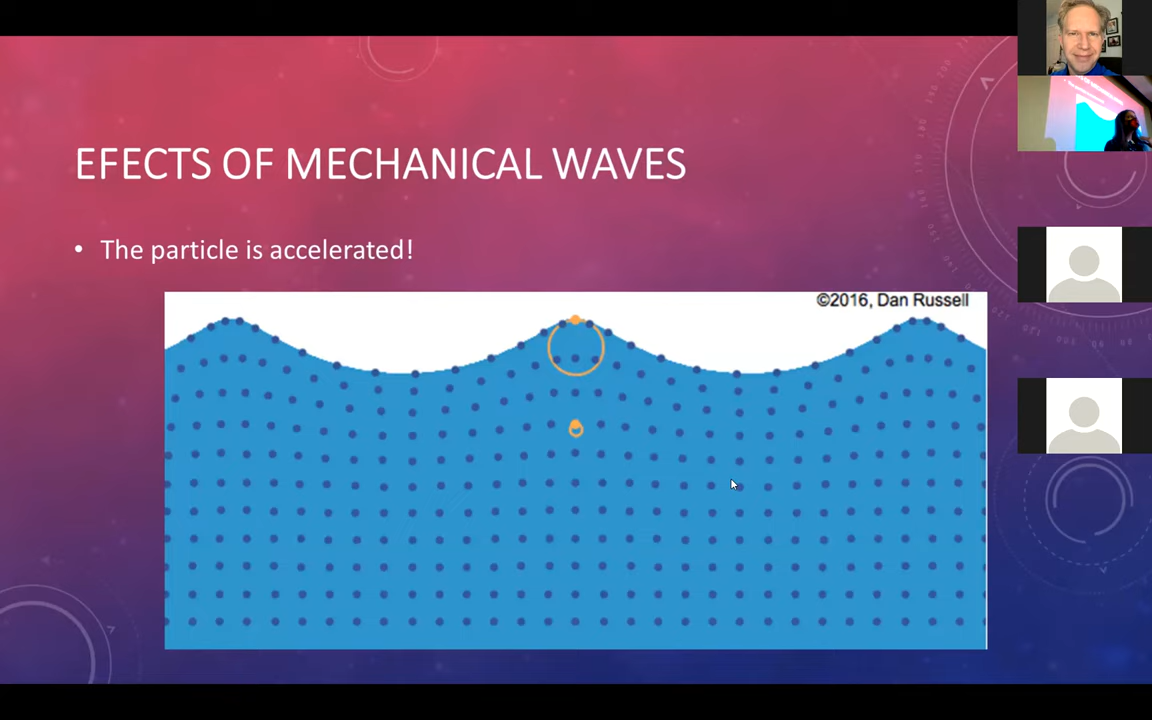 EFECTS OF MECHANICAL WAVES
• The particle is accelerated!
©2016, Dan Russell